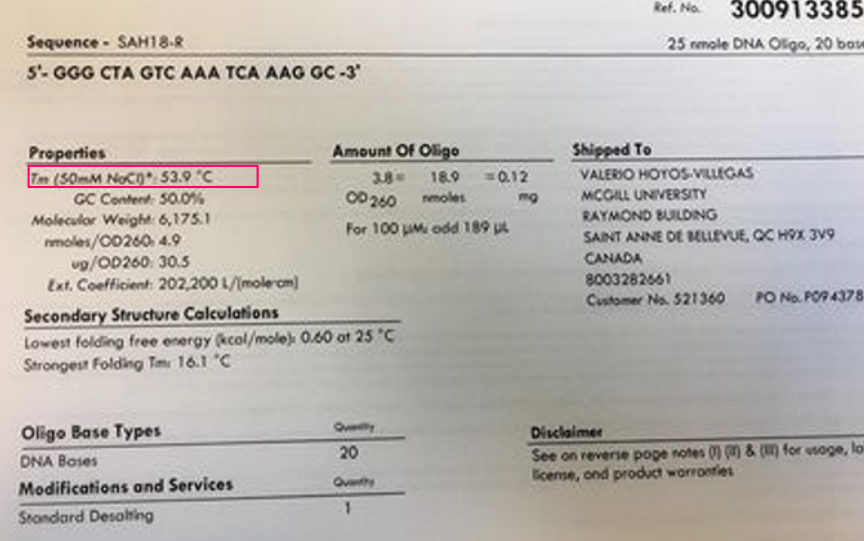 Ref. No. 300913385
Sequence - SAH18-R
25 nmole DNA Oligo, 20 base
5'- GGG CTA GTC AAA TCA AAG GC -3'
Properties
Tm (50mM NaCl)*: 53.9 °C
GC Content: 50.0%
Molecular Weight: 6,175.1
nmoles/OD260: 4.9
ug/OD260: 30.5
Ext. Coefficient: 202,200 L/(mole·cm)
Secondary Structure Calculations
Lowest folding free energy (kcal/mole): 0.60 at 25 °C
Strongest Folding Tm: 16.1 °C
Oligo Base Types Quantity
DNA Bases 20
Modifications and Services Quantity
Standard Desalting 1
Amount Of Oligo
3.8 = 18.9 = 0.12
OD260 nmoles mg
For 100 μM: add 189 μL
Shipped To
VALERIO HOYOS-VILLEGAS
MCGILL UNIVERSITY
RAYMOND BUILDING
SAINT ANNE DE BELLEVUE, QC H9X 3V9
CANADA
8003282661
Customer No. 521360 PO No. P094378
Disclaimer
See on reverse page notes (I) (II) & (III) for usage, la
license, and product warranties